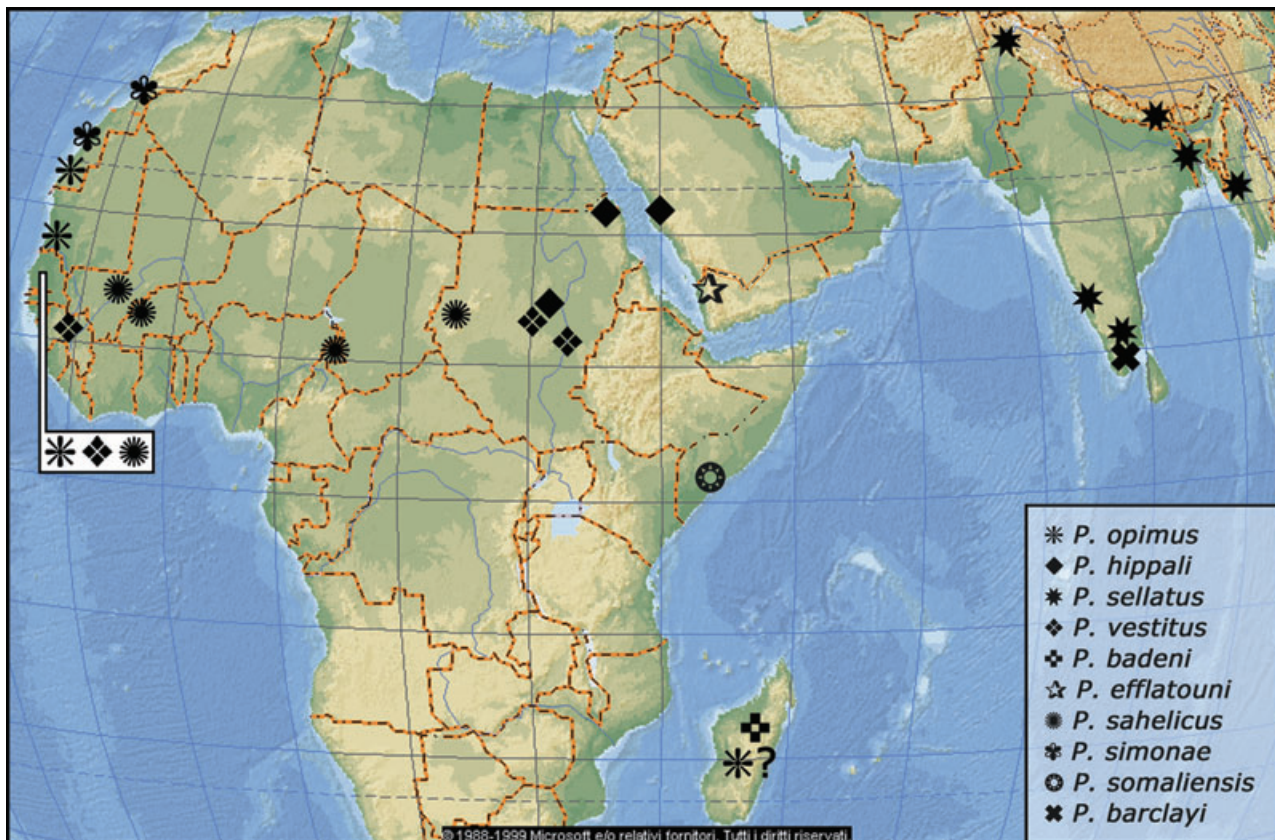 ?
P. opimus
P. hippali
P. sellatus
P. vestitus
P. badeni
P. efflatouni
P. sahelicus
P. simonae
P. somaliensis
P. barclayi
© 1988-1999 Microsoft e/o relativi fornitori. Tutti i diritti riservati.